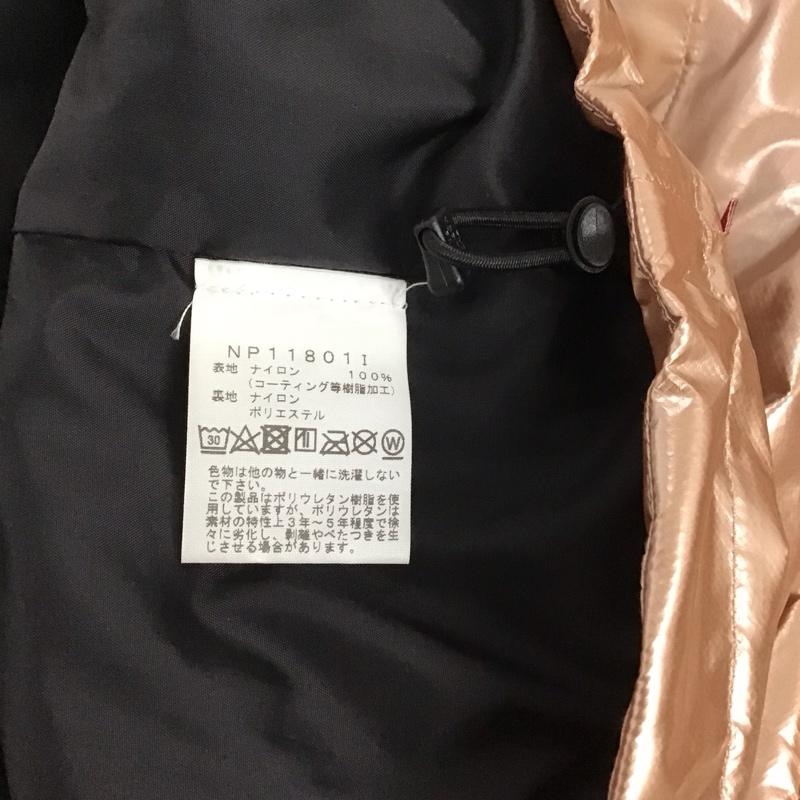 NP11801I
表地 ナイロン 100%
(コーティング等樹脂加工)
裏地 ナイロン
ポリエステル
30 W
色物は他の物と一緒に洗濯しない
で下さい。
この製品はポリウレタン樹脂を使
用していますが、ポリウレタンは
素材の特性上3年〜5年程度で徐
々に劣化し、剥離やべたつきを生
じさせる場合があります。